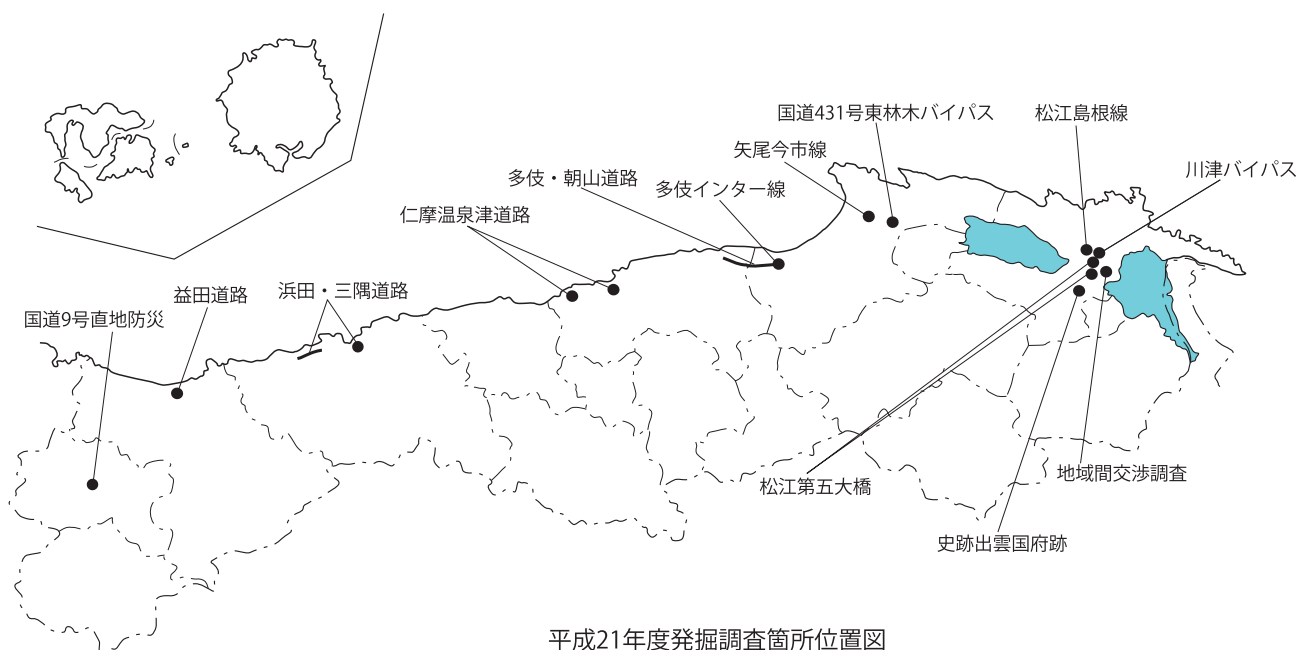 国道431号東林木バイパス
松江島根線
矢尾今市線
川津バイパス
多伎・朝山道路
多伎インター線
仁摩温泉津道路
益田道路
浜田・三隅道路
国道9号直地防災
松江第五大橋
地域間交渉調査
史跡出雲国府跡
平成21年度発掘調査箇所位置図